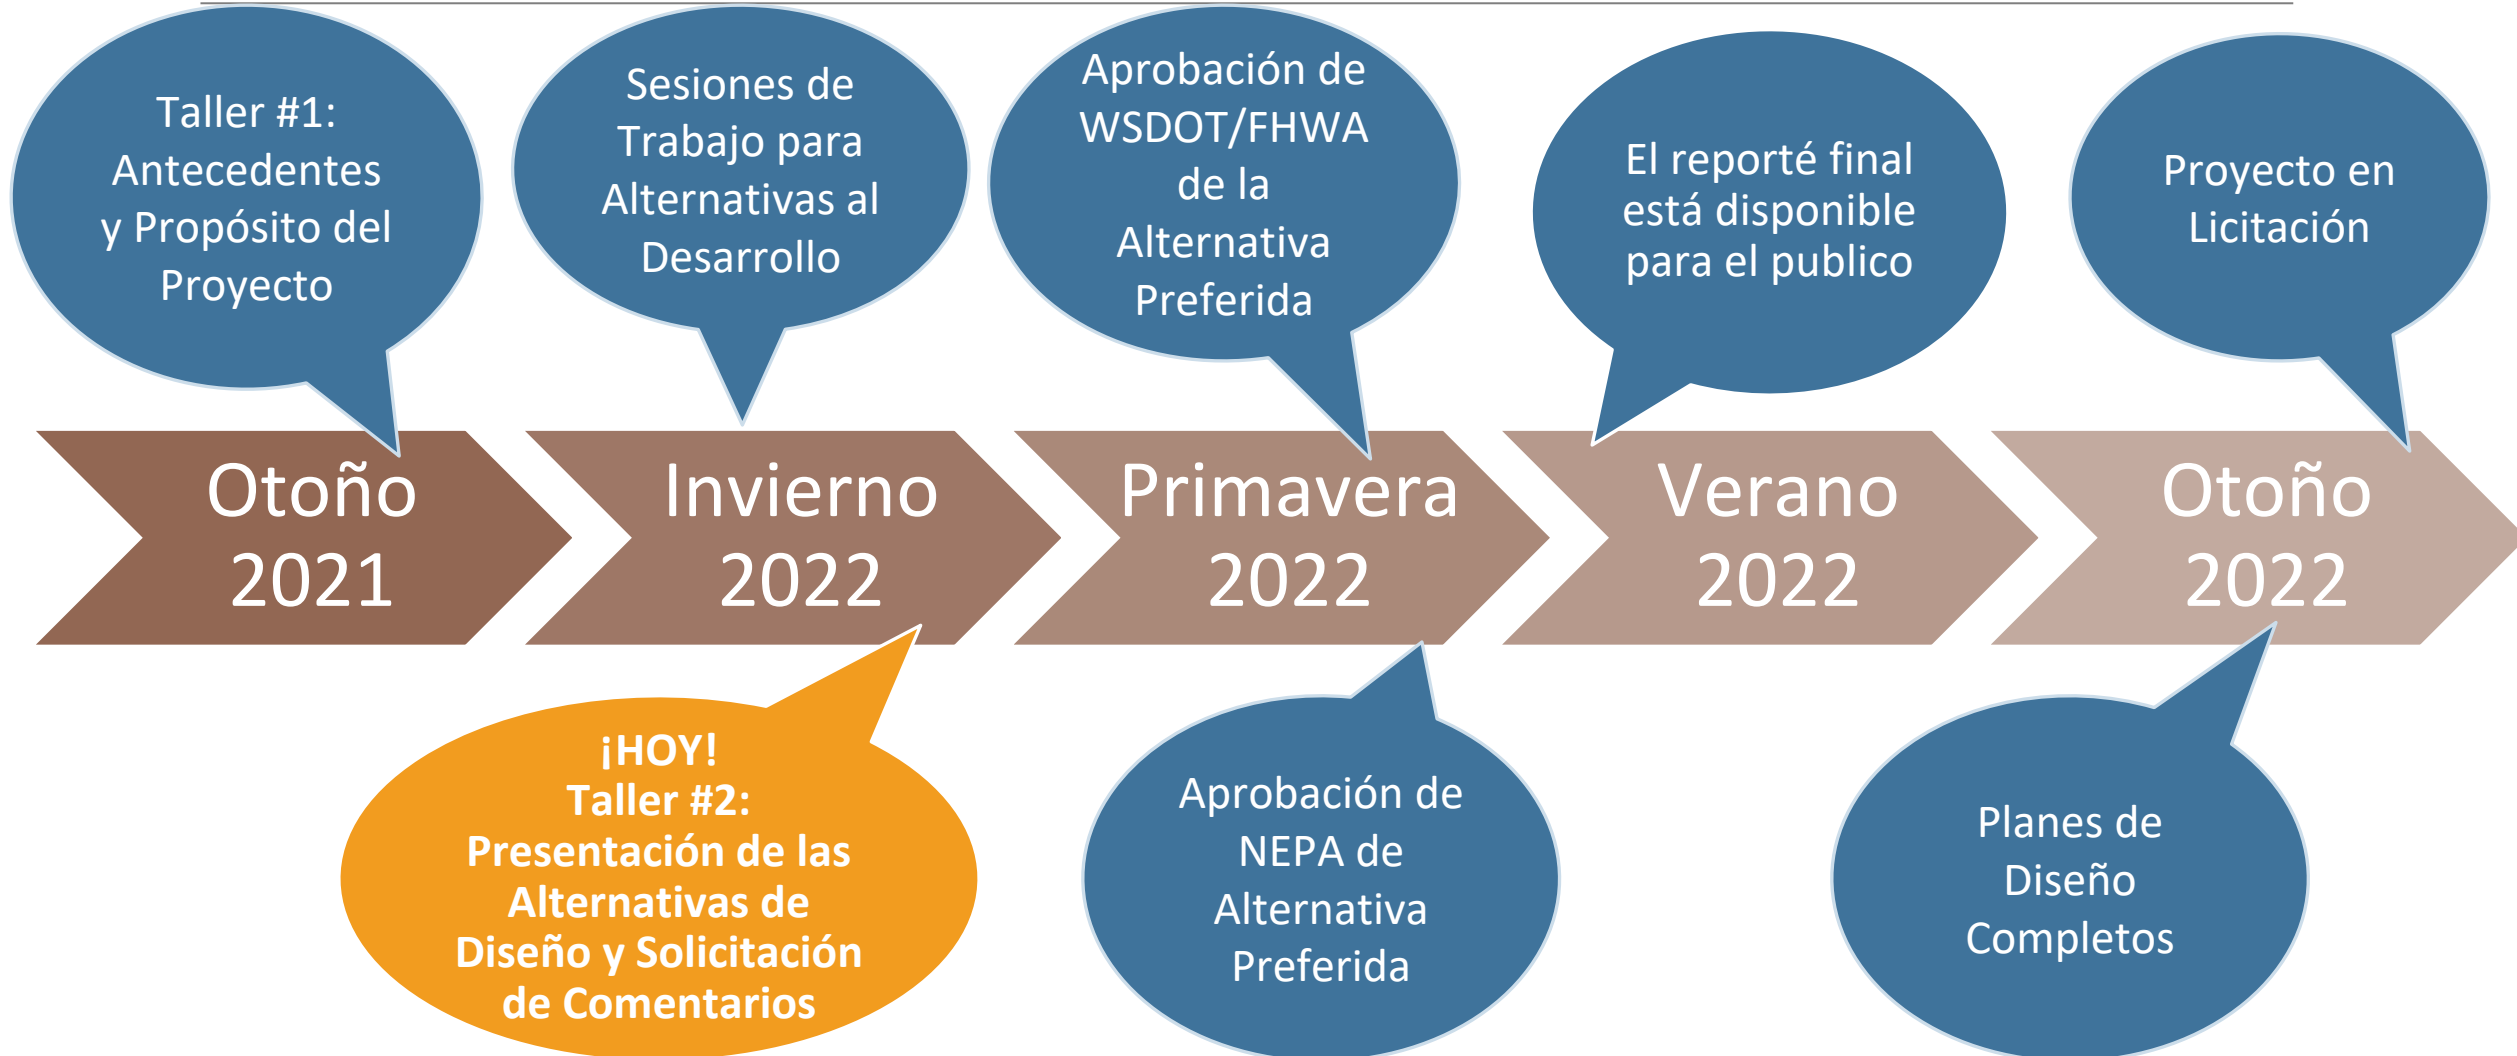 Taller #1:
Antecedentes
y Propósito del
Proyecto
Sesiones de
Trabajo para
Alternativas al
Desarrollo
Aprobación de
WSDOT/FHWA
de la
Alternativa
Preferida
El reporté final
está disponible
para el publico
Proyecto en
Licitación
Otoño
2021
Invierno
2022
Primavera
2022
Verano
2022
Otoño
2022
¡HOY!
Taller #2:
Presentación de las
Alternativas de
Diseño y Solicitación
de Comentarios
Aprobación de
NEPA de
Alternativa
Preferida
Planes de
Diseño
Completos